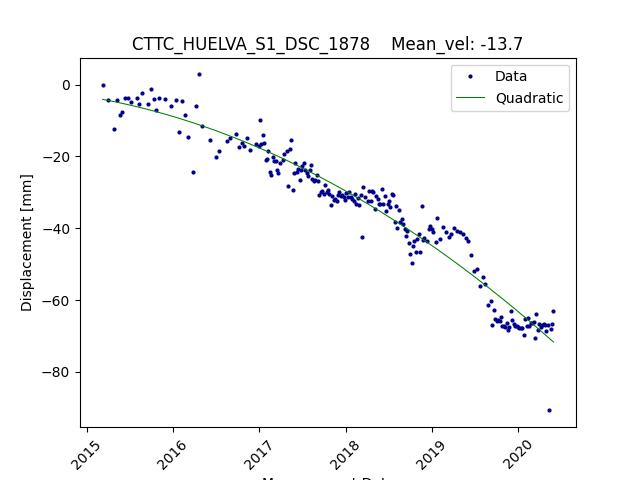 CTTC_HUELVA_S1_DSC_1878    Mean_vel: -13.7
Data
Quadratic
Displacement [mm]
0
−20
−40
−60
−80
2015
2016
2017
2018
2019
2020